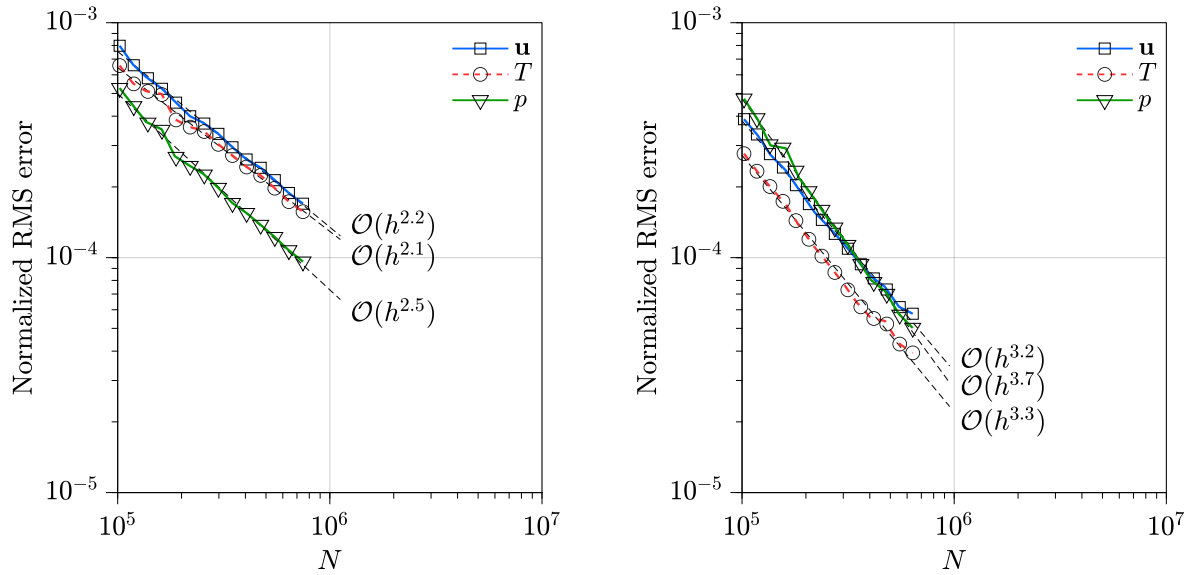 10^{-3}
10^{-4}
10^{-5}
Normalized RMS error
10^5
10^6
10^7
N
u
T
p
𝒪(h^{2.2})
𝒪(h^{2.1})
𝒪(h^{2.5})
10^{-3}
10^{-4}
10^{-5}
Normalized RMS error
10^5
10^6
10^7
N
u
T
p
𝒪(h^{3.2})
𝒪(h^{3.7})
𝒪(h^{3.3})